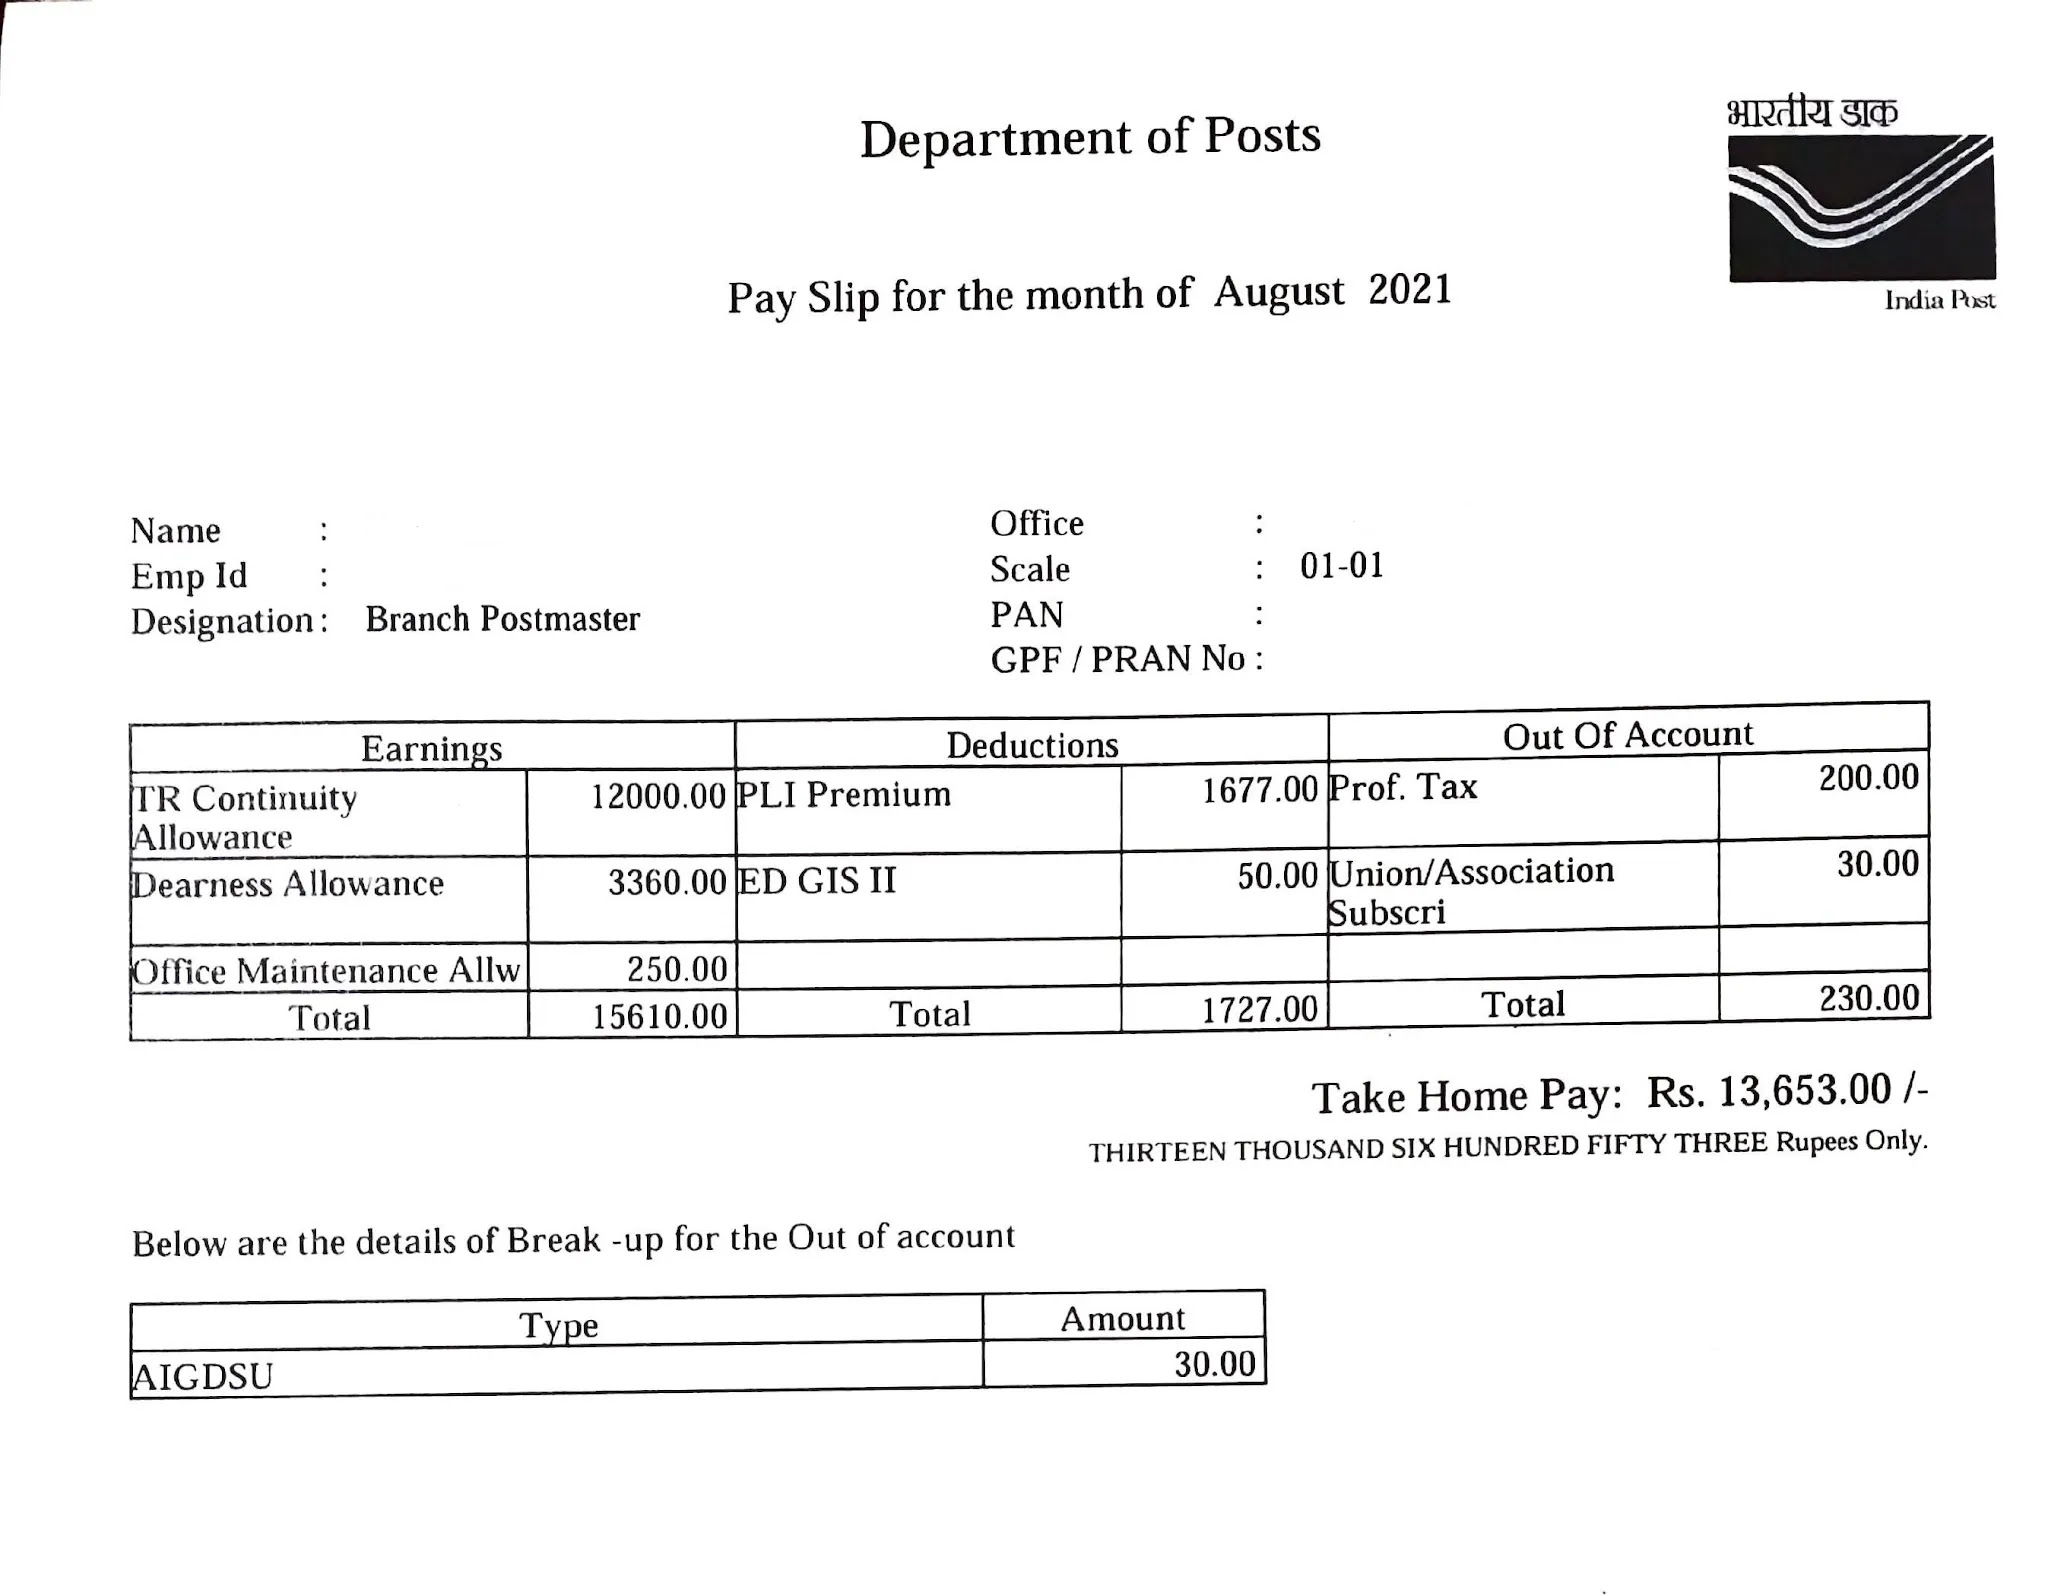 भारतीय डाक
Department of Posts
India Post
Pay Slip for the month of August 2021
Name :
Emp Id :
Designation : Branch Postmaster
Office :
Scale : 01-01
PAN :
GPF / PRAN No :
Earnings Deductions Out Of Account
TR Continuity Allowance 12000.00 PLI Premium 1677.00 Prof. Tax 200.00
Dearness Allowance 3360.00 ED GIS II 50.00 Union/Association Subscri 30.00
Office Maintenance Allw 250.00
Total 15610.00 Total 1727.00 Total 230.00
Take Home Pay: Rs. 13,653.00 /-
THIRTEEN THOUSAND SIX HUNDRED FIFTY THREE Rupees Only.
Below are the details of Break -up for the Out of account
Type Amount
AIGDSU 30.00